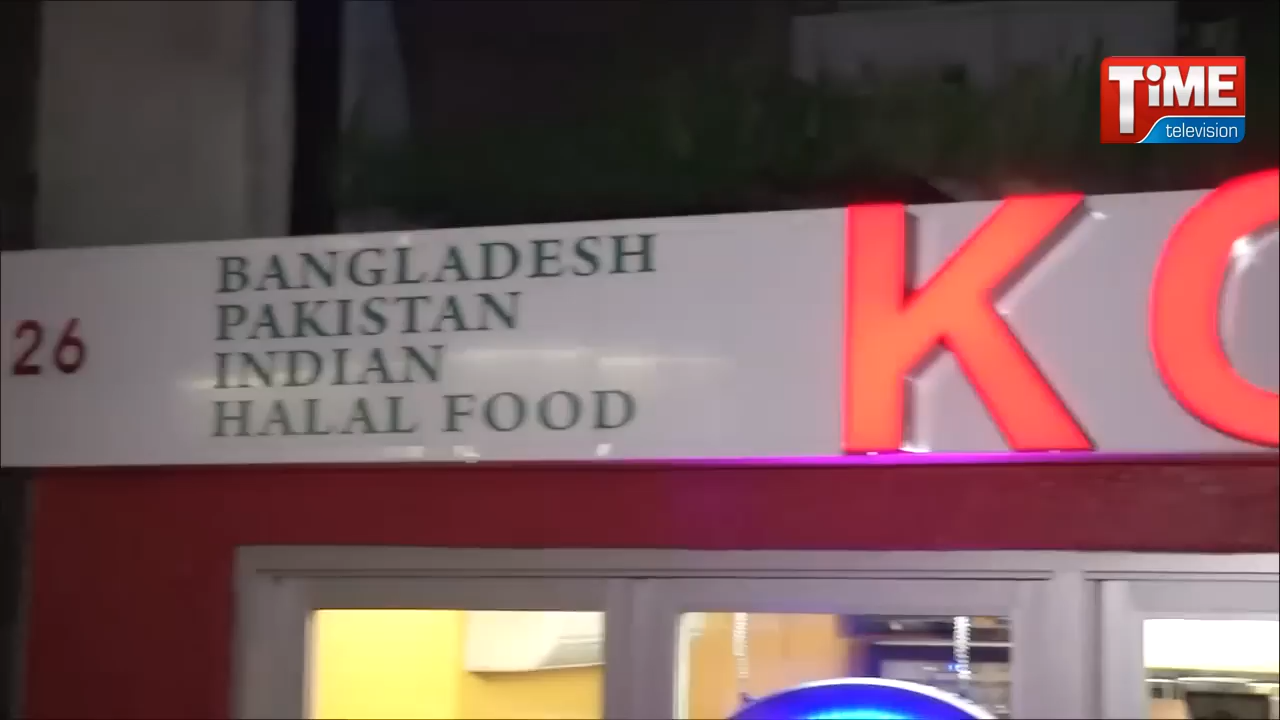 TiME
television
26
BANGLADESH
PAKISTAN
INDIAN
HALAL FOOD